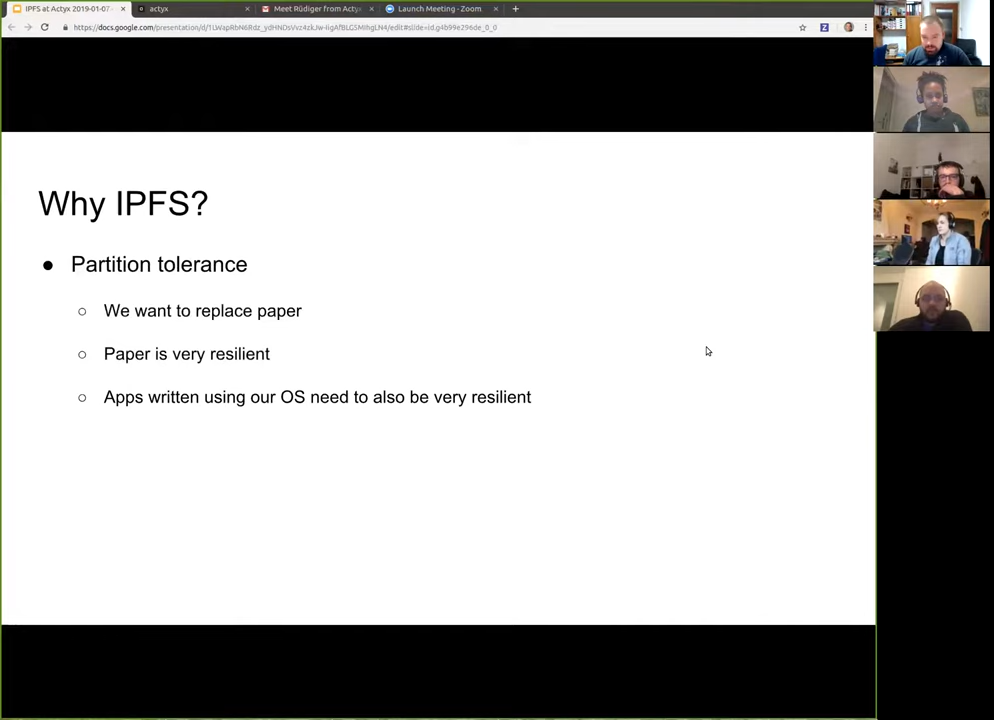 IPFS at Actyx 2019-01-07
actyx
Meet Rüdiger from Acty
Launch Meeting - Zoom
Why IPFS?
● Partition tolerance
○ We want to replace paper
○ Paper is very resilient
○ Apps written using our OS need to also be very resilient